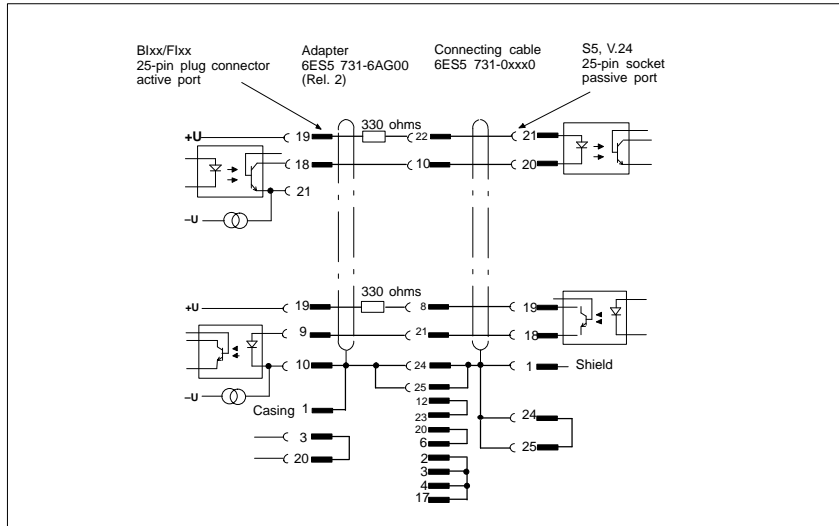 BIxx/FIxx
25-pin plug connector
active port
Adapter
6ES5 731-6AG00
(Rel. 2)
Connecting cable
6ES5 731-0xxx0
S5, V.24
25-pin socket
passive port
+U 19 330 ohms 22 21
18 10 20
21
–U
+U 19 330 ohms 8 19
9 21 18
10 24 1 Shield
–U
25
Casing 1 12
23 24
3 20
6 25
20 2
3
4
17